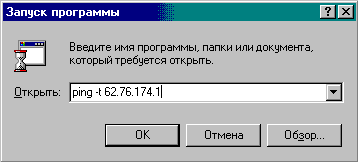 Запуск программы
Введите имя программы, папки или документа,
который требуется открыть.
Открыть: ping -t 62.76.174.1
OK Отмена Обзор...